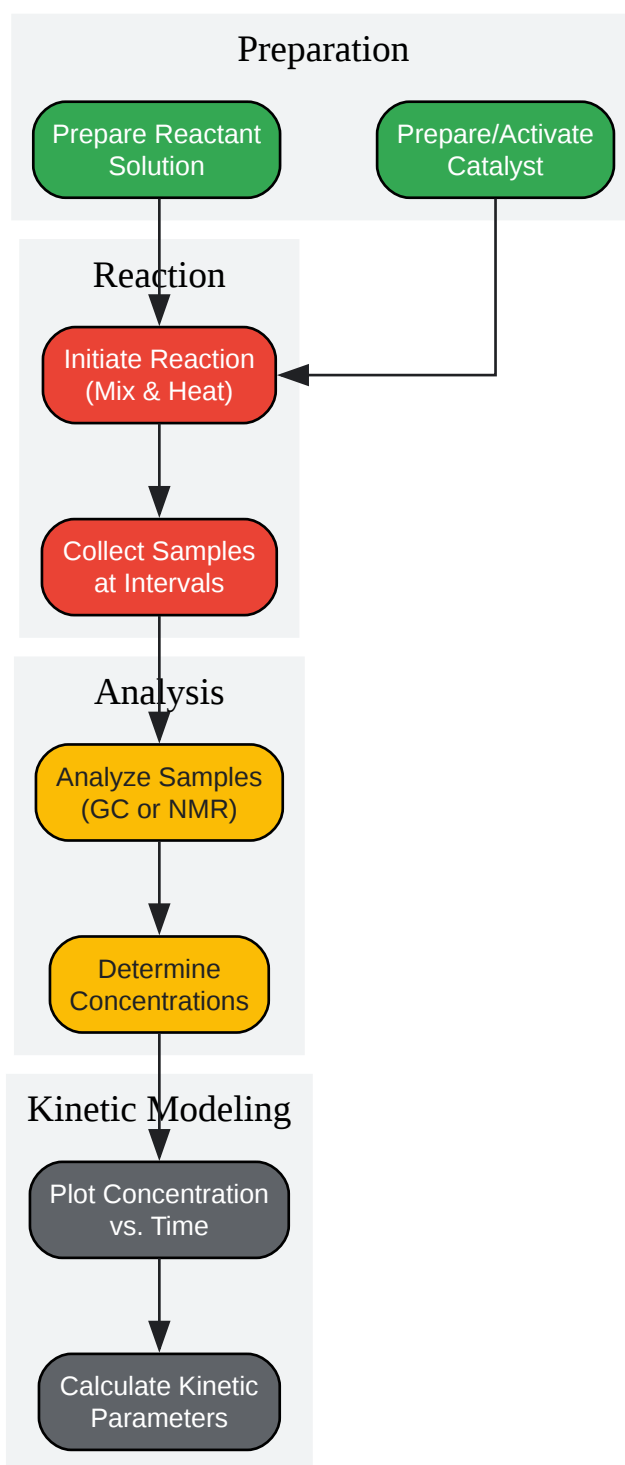 Preparation
Prepare Reactant
Solution
Prepare/Activate
Catalyst
Reaction
Initiate Reaction
(Mix & Heat)
Collect Samples
at Intervals
Analysis
Analyze Samples
(GC or NMR)
Determine
Concentrations
Kinetic Modeling
Plot Concentration
vs. Time
Calculate Kinetic
Parameters